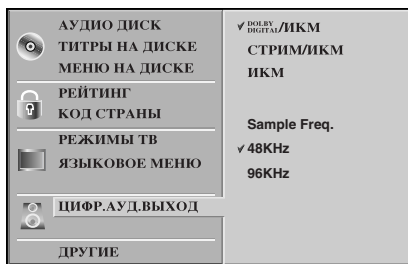 АУДИО ДИСК
ТИТРЫ НА ДИСКЕ
МЕНЮ НА ДИСКЕ
РЕЙТИНГ
КОД СТРАНЫ
РЕЖИМЫ ТВ
ЯЗЫКОВОЕ МЕНЮ
ЦИФР.АУД.ВЫХОД
ДРУГИЕ
DOLBY DIGITAL/ИКМ
СТРИМ/ИКМ
ИКМ
Sample Freq.
48KHz
96KHz